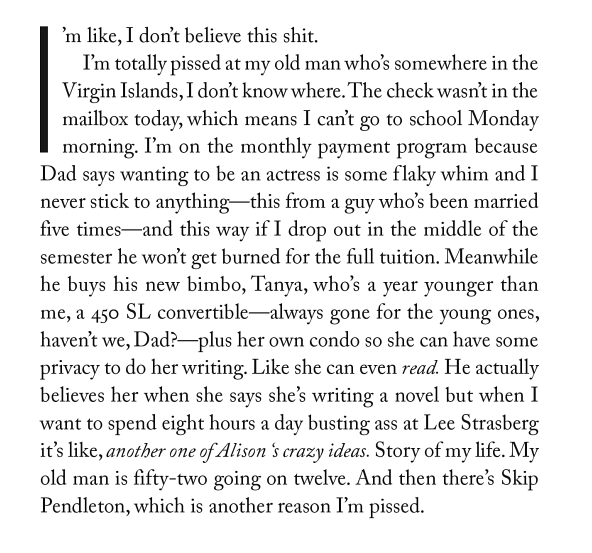 I'm like, I don't believe this shit.
I'm totally pissed at my old man who's somewhere in the
Virgin Islands, I don't know where. The check wasn't in the
mailbox today, which means I can't go to school Monday
morning. I'm on the monthly payment program because
Dad says wanting to be an actress is some flaky whim and I
never stick to anything—this from a guy who's been married
five times—and this way if I drop out in the middle of the
semester he won't get burned for the full tuition. Meanwhile
he buys his new bimbo, Tanya, who's a year younger than
me, a 450 SL convertible—always gone for the young ones,
haven't we, Dad?—plus her own condo so she can have some
privacy to do her writing. Like she can even read. He actually
believes her when she says she's writing a novel but when I
want to spend eight hours a day busting ass at Lee Strasberg
it's like, another one of Alison 's crazy ideas. Story of my life. My
old man is fifty-two going on twelve. And then there's Skip
Pendleton, which is another reason I'm pissed.